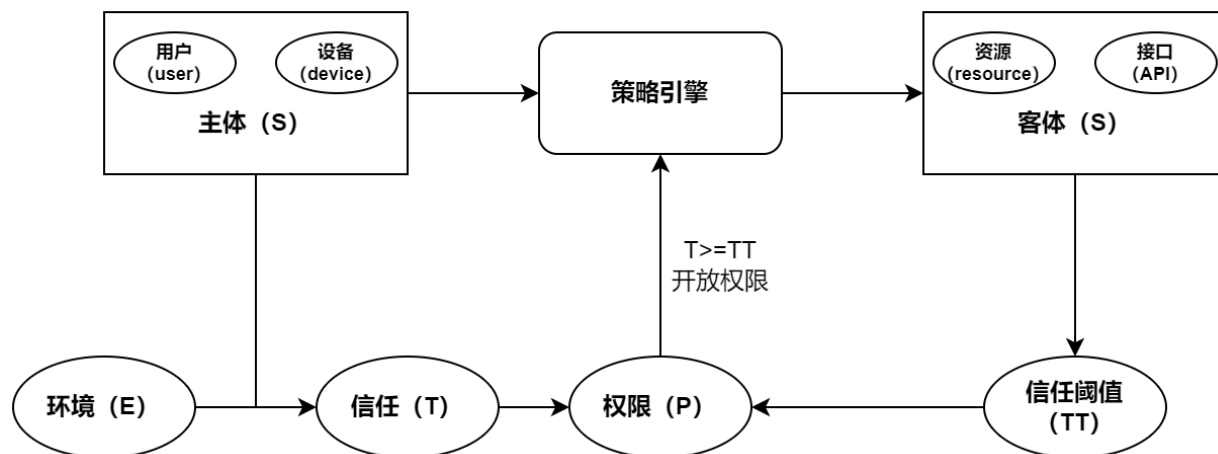 用户
（user）
设备
（device）
主体（S）
策略引擎
资源
（resource）
接口
（API）
客体（S）
T>=TT
开放权限
环境（E）
信任（T）
权限（P）
信任阈值
（TT）